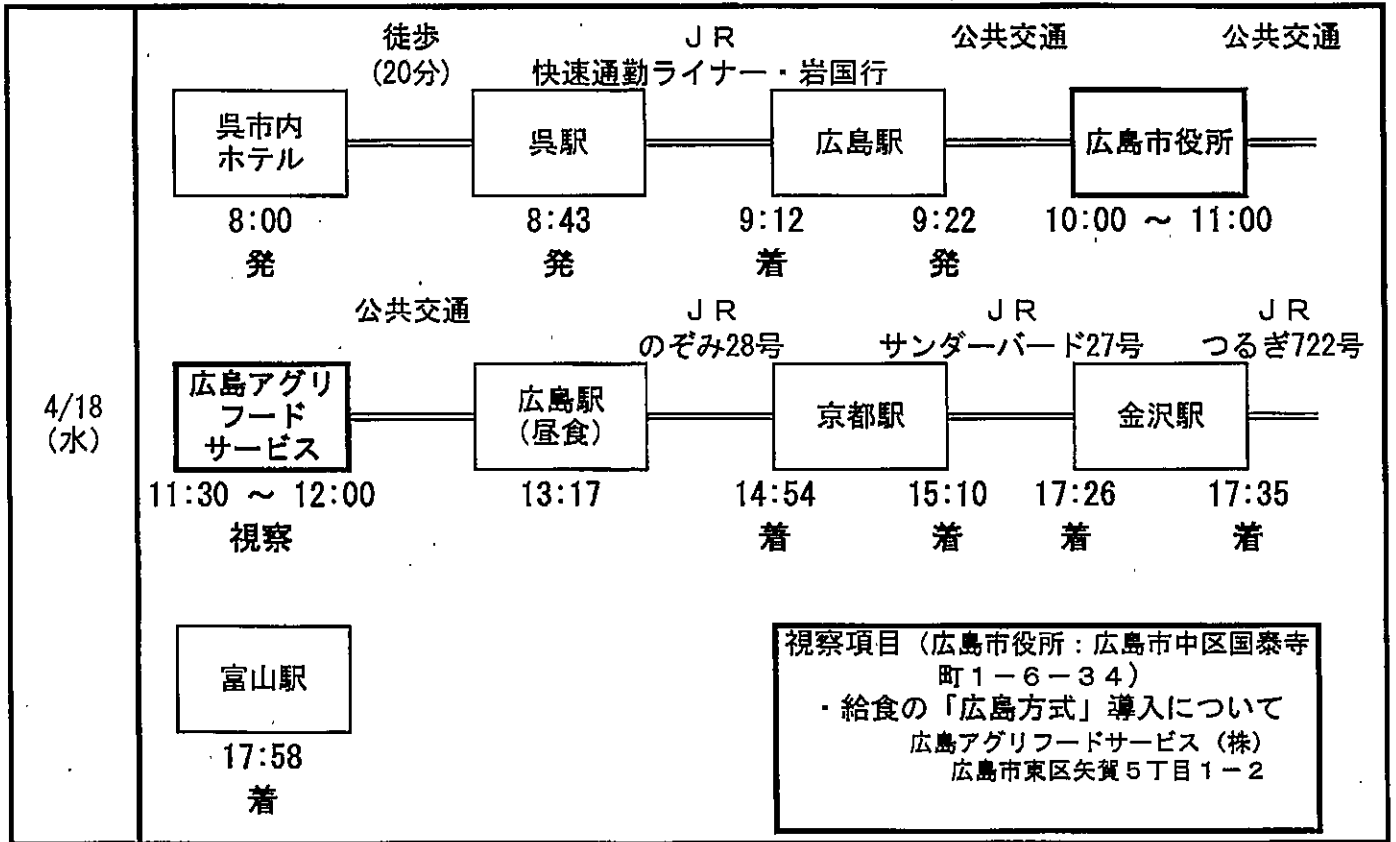 4/18
(水)
徒歩
(20分)
ＪＲ
快速通勤ライナー・岩国行
公共交通
公共交通
呉市内
ホテル
呉駅
広島駅
広島市役所
8:00
発
8:43
発
9:12
着
9:22
発
10:00 ～ 11:00
公共交通
ＪＲ
のぞみ28号
ＪＲ
サンダーバード27号
ＪＲ
つるぎ722号
広島アグリ
フード
サービス
広島駅
(昼食)
京都駅
金沢駅
11:30 ～ 12:00
視察
13:17
14:54
着
15:10
着
17:26
着
17:35
着
富山駅
17:58
着
視察項目（広島市役所：広島市中区国泰寺
町１－６－３４）
・給食の「広島方式」導入について
広島アグリフードサービス（株）
広島市東区矢賀５丁目１－２